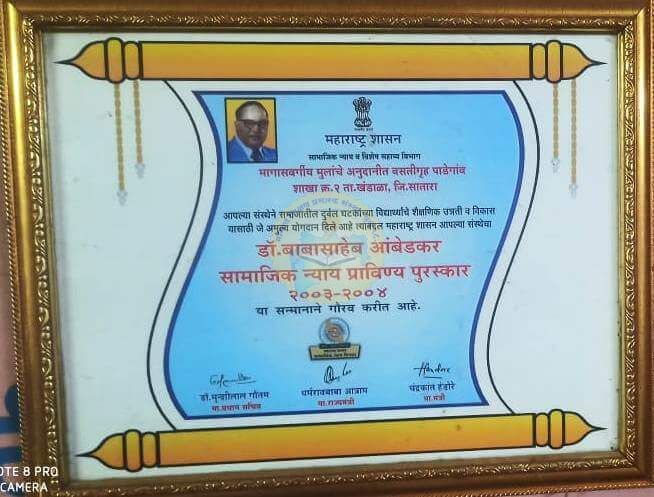 महाराष्ट्र शासन
सामाजिक न्याय व विशेष सहाय्य विभाग
मागासवर्गीय मुलांचे अनुदानीत वसतीगृह पाडेगांव
शाखा क्र.२ ता.खंडाळा, जि.सातारा
आपल्या संस्थेने समाजातील दुर्बल घटकांच्या विद्यार्थ्यांचे शैक्षणिक उन्नती व विकास
यासाठी जे अमुल्य योगदान दिले आहे त्याबद्दल महाराष्ट्र शासन आपल्या संस्थेचा
डॉ.बाबासाहेब आंबेडकर
सामाजिक न्याय प्राविण्य पुरस्कार
२००३-२००४
या सन्मानाने गौरव करीत आहे.
डॉ.मुन्शीलाल गौतम
मा.प्रधान सचिव
धर्मरावबाबा आत्राम
मा.राज्यमंत्री
चंद्रकांत हंडोरे
मा.मंत्री
OTE 8 PRO
CAMERA